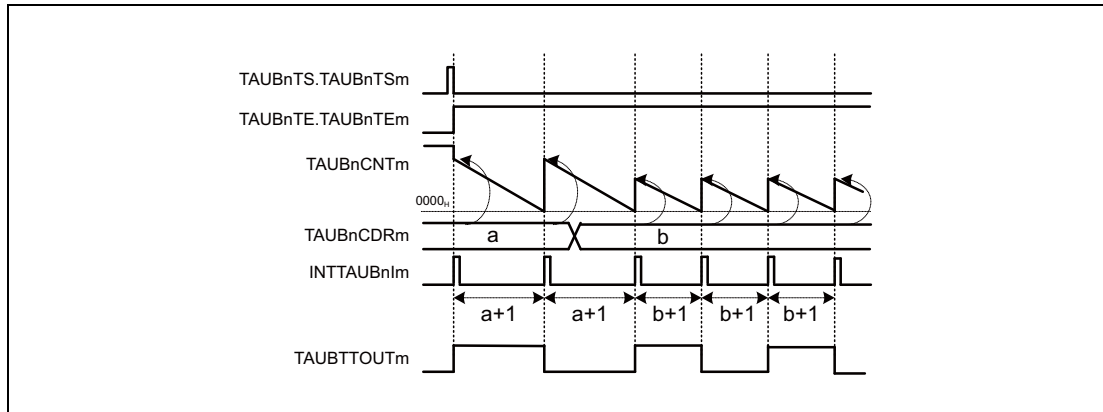 TAUBnTS.TAUBnTSm
TAUBnTE.TAUBnTEm
TAUBnCNTm
0000H
TAUBnCDRm
a
b
INTTAUBnIm
a+1
a+1
b+1
b+1
b+1
TAUBTTOUTm